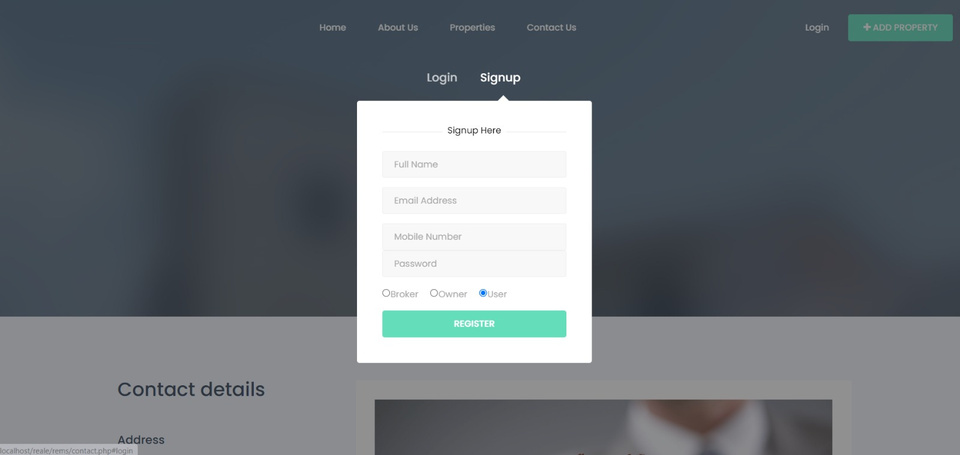 Home About Us Properties Contact Us Login +ADD PROPERTY
Login Signup
Signup Here
Full Name
Email Address
Mobile Number
Password
Broker Owner User
REGISTER
Contact details
Address
localhost/reale/rems/contact.php#login